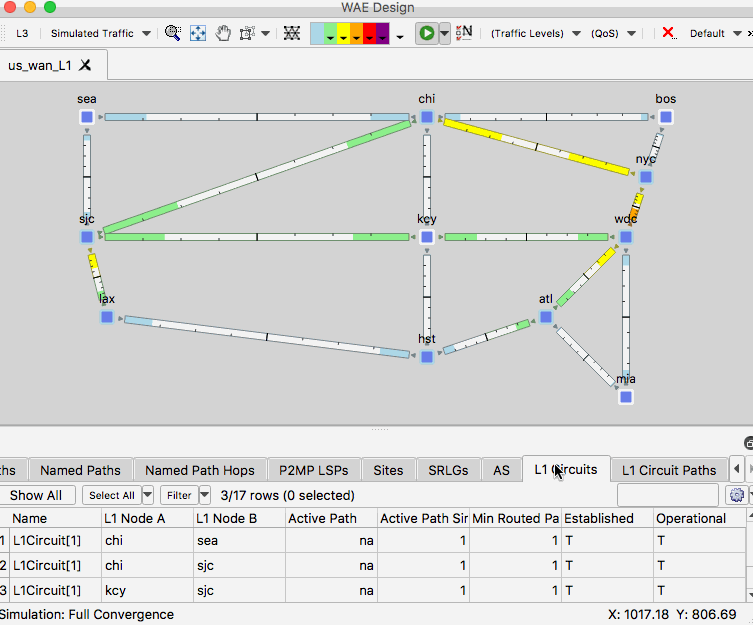 WAE Design
L3 Simulated Traffic (Traffic Levels) (QoS) Default »
us_wan_L1
sea chi bos
nyc
sjc kcy wdc
lax atl
hst
mia
ths Named Paths Named Path Hops P2MP LSPs Sites SRLGs AS L1 Circuits L1 Circuit Paths
Show All Select All Filter 3/17 rows (0 selected)
Name L1 Node A L1 Node B Active Path Active Path Sir Min Routed Pa Established Operational
1 L1Circuit[1] chi sea na 1 1 T T
2 L1Circuit[1] chi sjc na 1 1 T T
3 L1Circuit[1] kcy sjc na 1 1 T T
Simulation: Full Convergence X: 1017.18 Y: 806.69